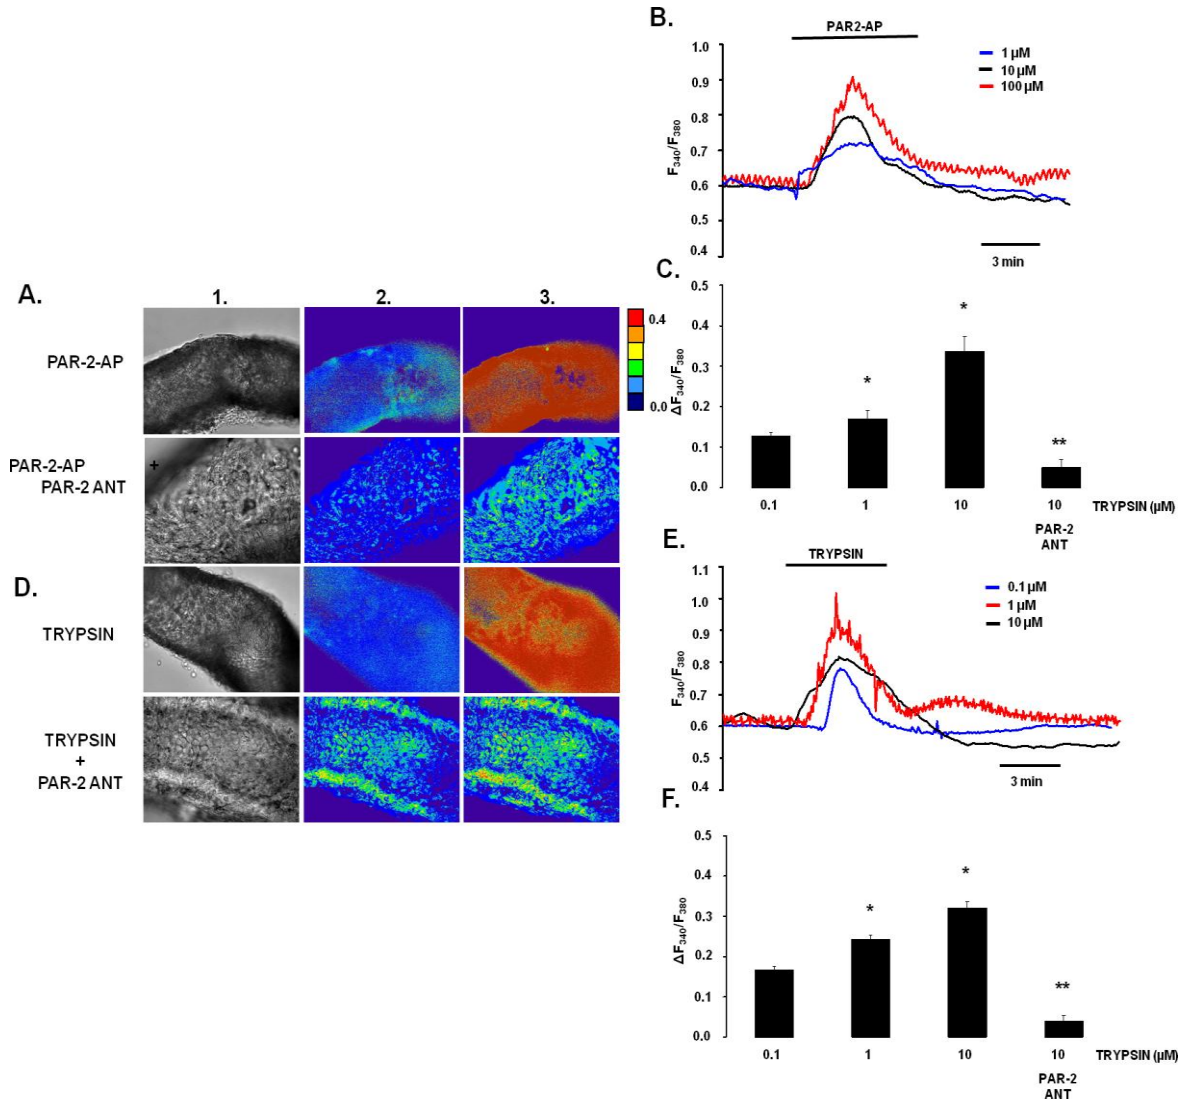 B.
PAR2-AP
1.0
0.9
0.8
0.7
0.6
0.5
0.4
F340/F380
1 µM
10 µM
100 µM
3 min
A.
1.
2.
3.
PAR-2-AP
0.4
0.0
PAR-2-AP
+
PAR-2 ANT
C.
0.5
0.4
0.3
0.2
0.1
0.0
ΔF340/F380
*
*
**
0.1
1
10
10
TRYPSIN (µM)
PAR-2
ANT
D.
TRYPSIN
TRYPSIN
+
PAR-2 ANT
E.
TRYPSIN
1.1
1.0
0.9
0.8
0.7
0.6
0.5
0.4
F340/F380
0.1 µM
1 µM
10 µM
3 min
F.
0.5
0.4
0.3
0.2
0.1
0.0
ΔF340/F380
*
*
**
0.1
1
10
10
TRYPSIN (µM)
PAR-2
ANT